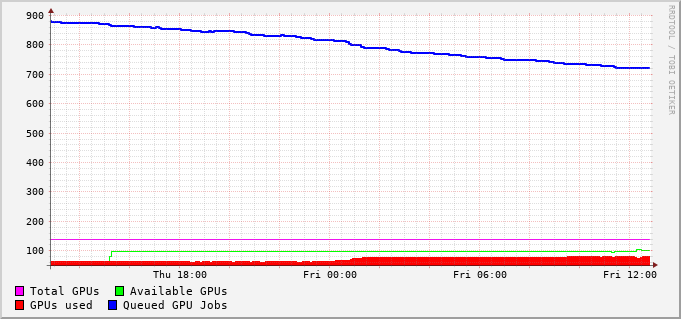 900
800
700
600
500
400
300
200
100
Thu 18:00 Fri 00:00 Fri 06:00 Fri 12:00
Total GPUs Available GPUs
GPUs used Queued GPU Jobs
RRDTOOL / TOBI OETIKER